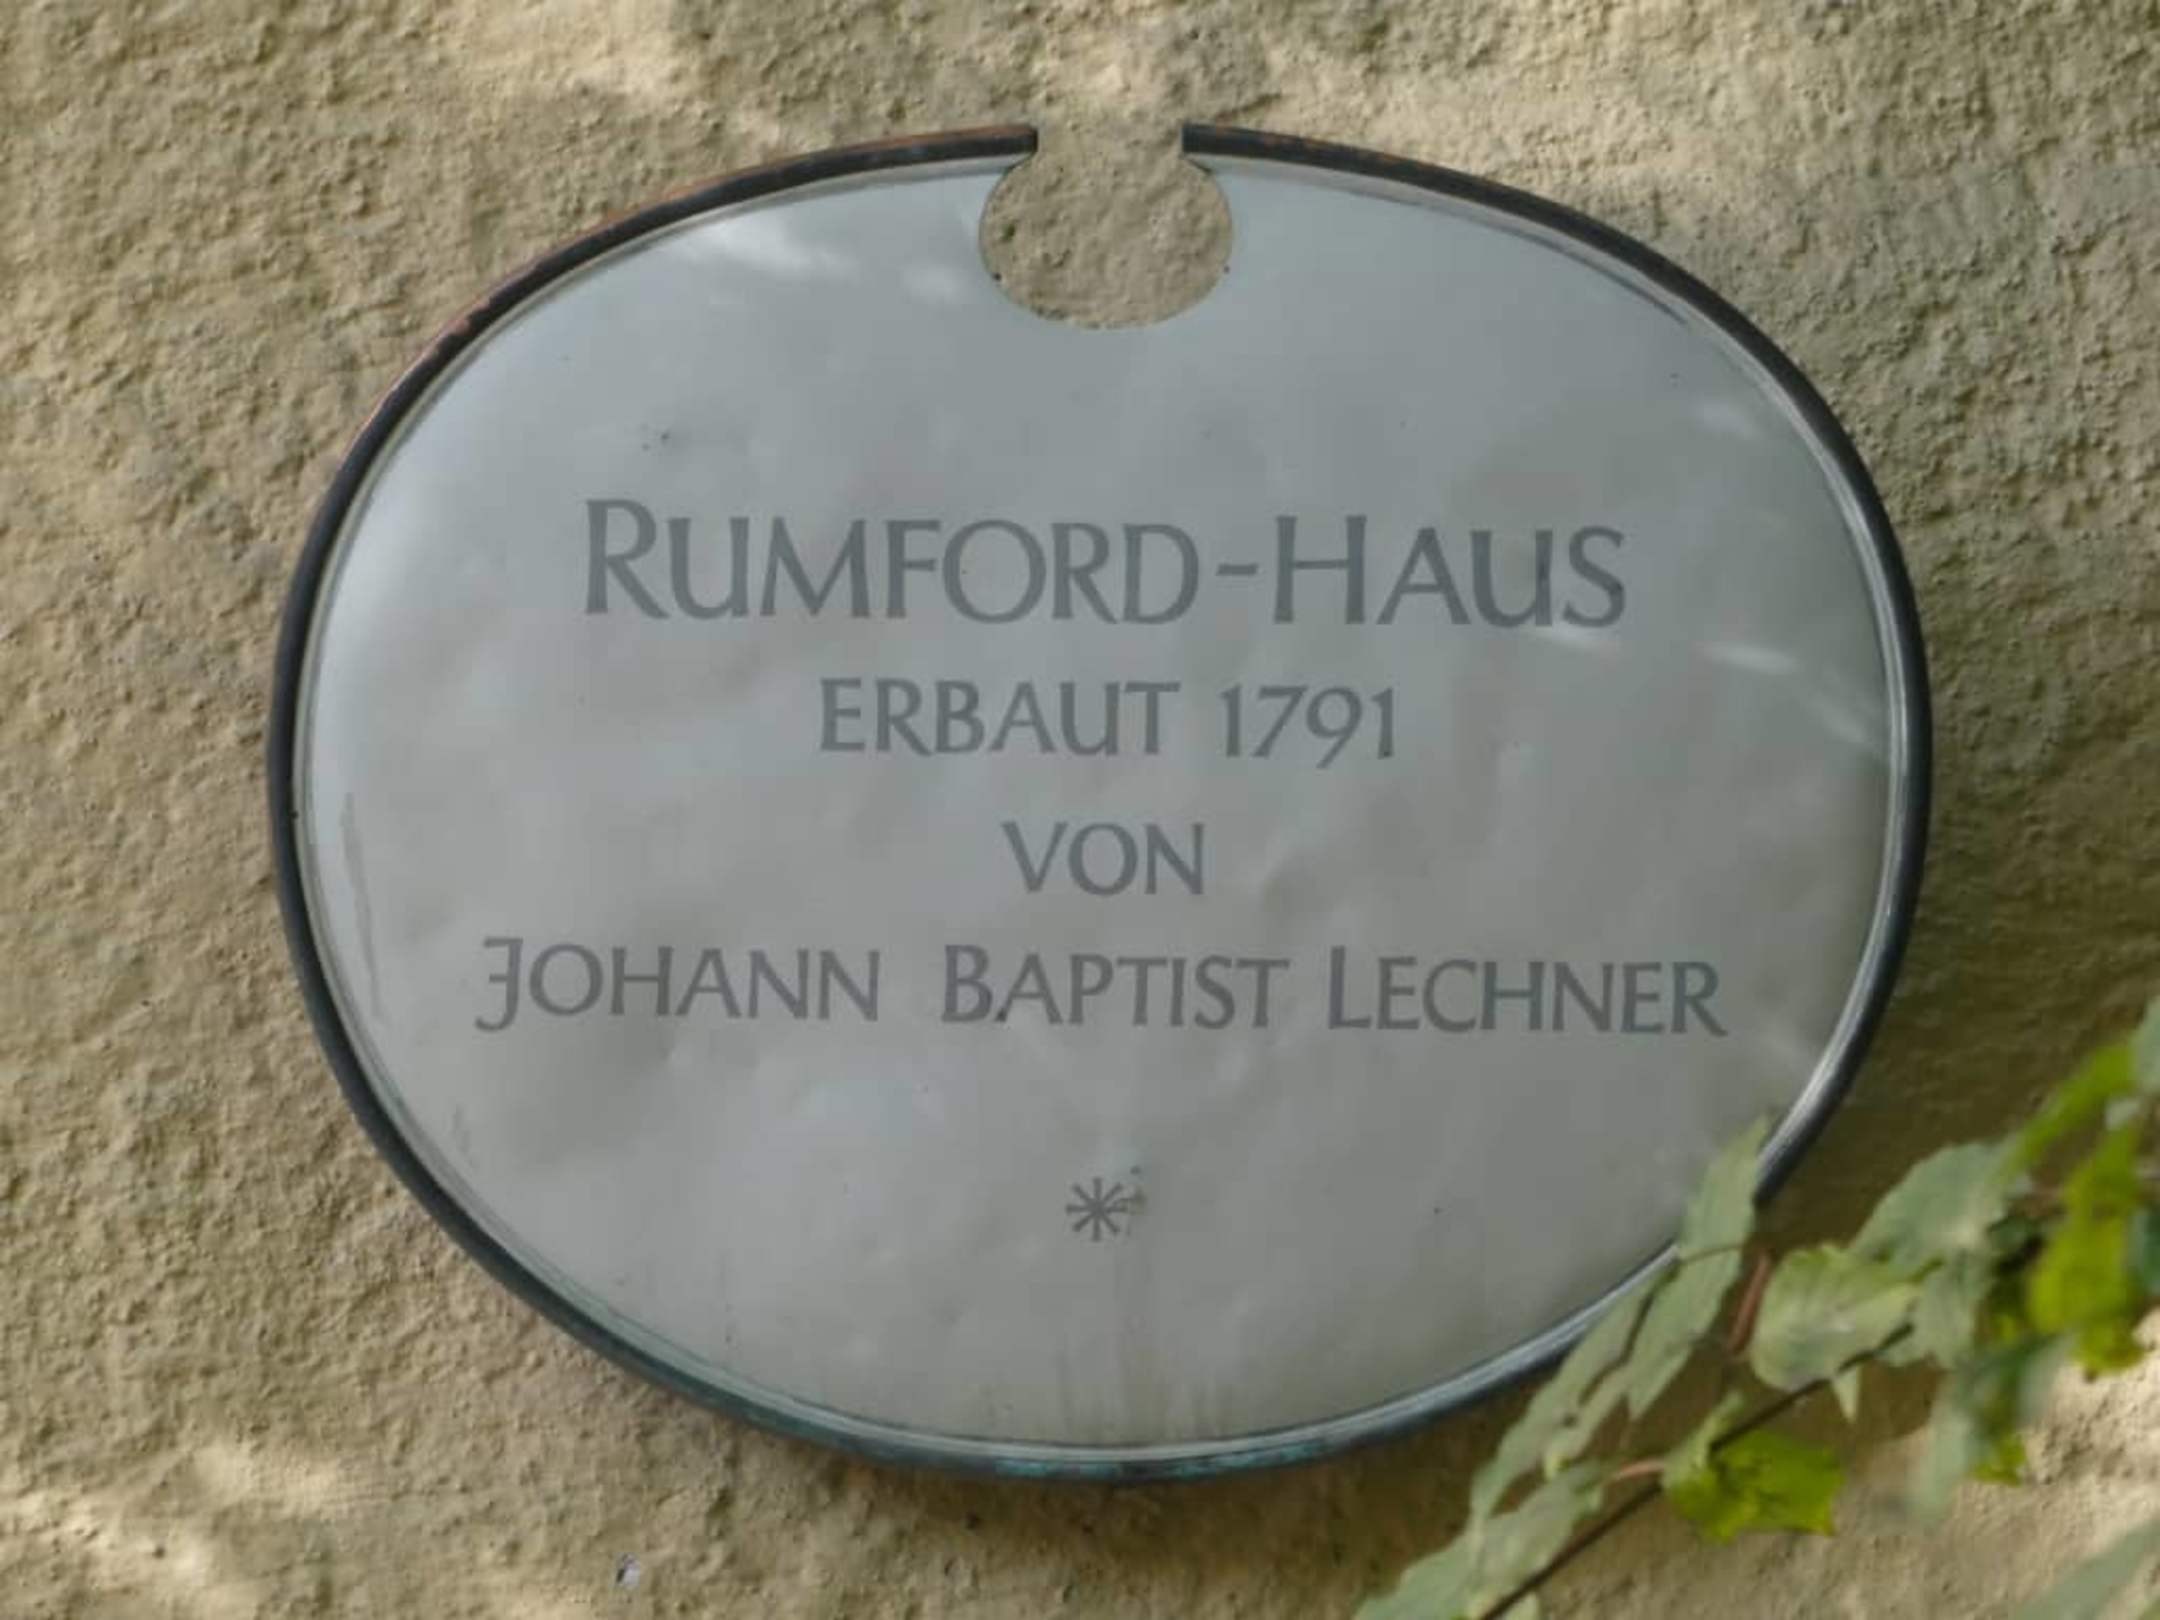 RUMFORD-HAUS
ERBAUT 1791
VON
JOHANN BAPTIST LECHNER